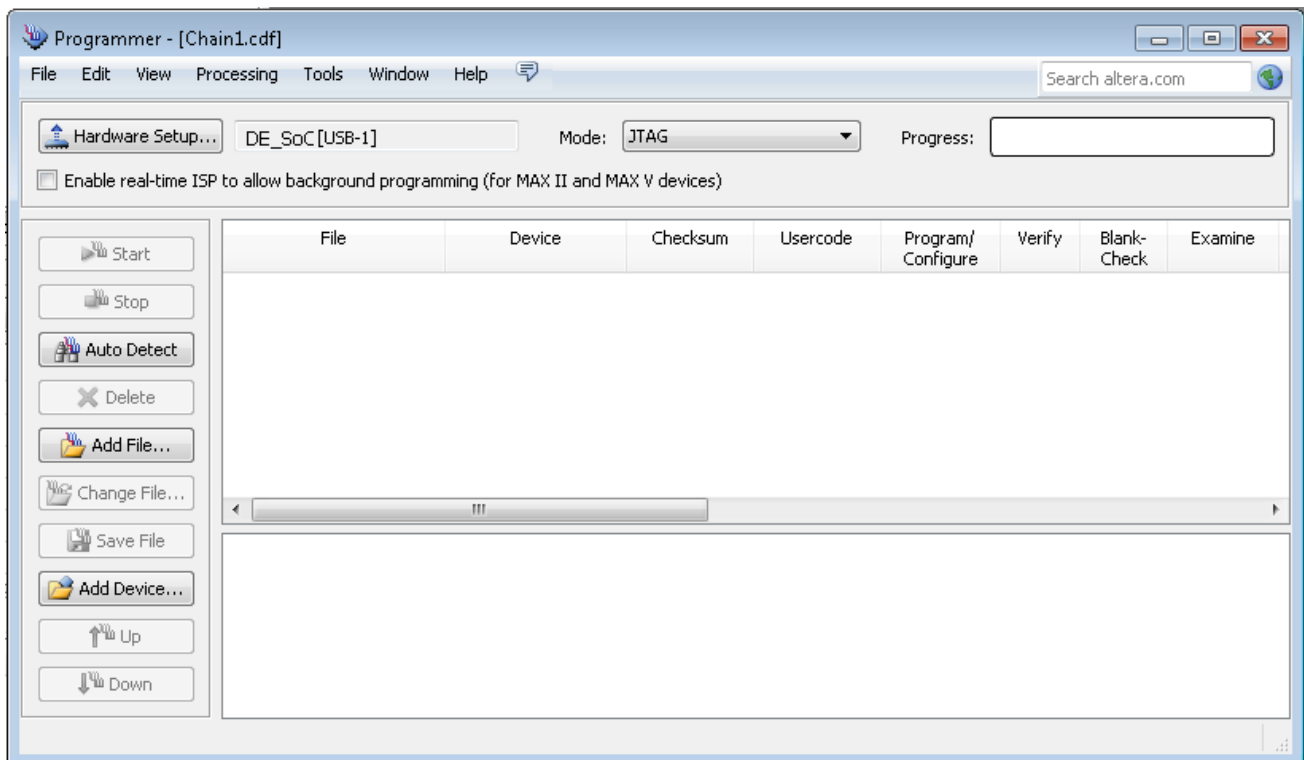 Programmer - [Chain1.cdf]
File Edit View Processing Tools Window Help
Search altera.com
Hardware Setup...
DE_SoC [USB-1]
Mode:
JTAG
Progress:
Enable real-time ISP to allow background programming (for MAX II and MAX V devices)
Start
Stop
Auto Detect
Delete
Add File...
Change File...
Save File
Add Device...
Up
Down
File
Device
Checksum
Usercode
Program/
Configure
Verify
Blank-
Check
Examine